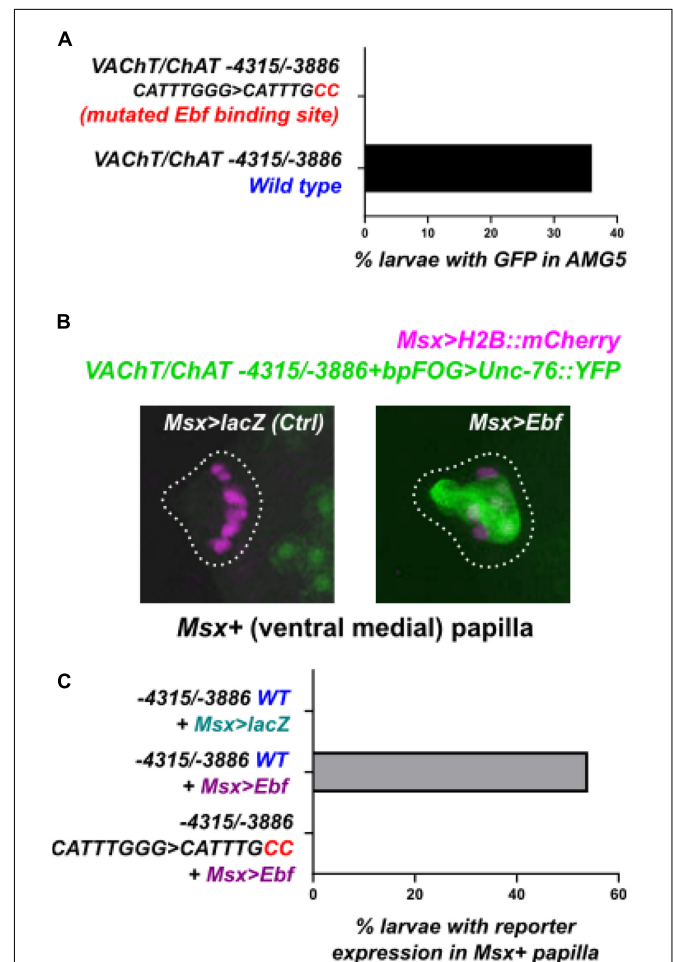 A
VAChT/ChAT -4315/-3886
CATTTGGG>CATTTGCC
(mutated Ebf binding site)
VAChT/ChAT -4315/-3886
Wild type
0 10 20 30 40
% larvae with GFP in AMG5
B
Msx>H2B::mCherry
VAChT/ChAT -4315/-3886+bpFOG>Unc-76::YFP
Msx>lacZ (Ctrl)
Msx>Ebf
Msx+ (ventral medial) papilla
C
-4315/-3886 WT
+ Msx>lacZ
-4315/-3886 WT
+ Msx>Ebf
-4315/-3886
CATTTGGG>CATTTGCC
+ Msx>Ebf
0 20 40 60
% larvae with reporter
expression in Msx+ papilla